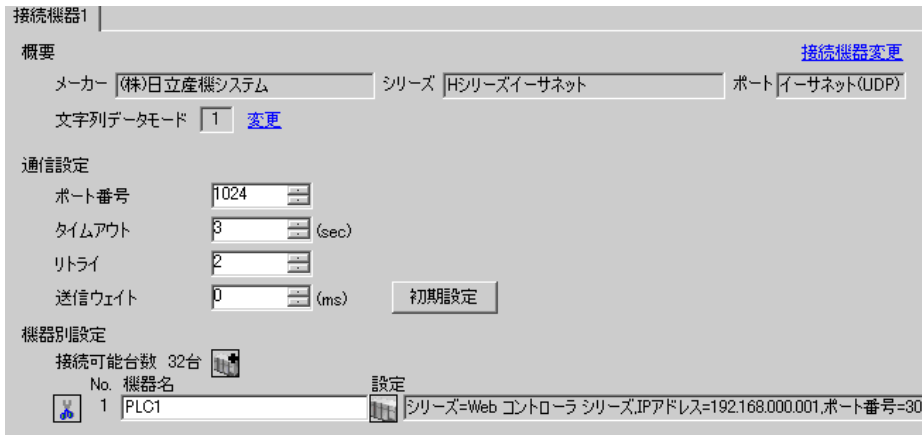 接続機器1
概要 接続機器変更
メーカー (株)日立産機システム シリーズ Hシリーズイーサネット ポート イーサネット(UDP)
文字列データモード 1 変更
通信設定
ポート番号 1024
タイムアウト 3 (sec)
リトライ 2
送信ウェイト 0 (ms) 初期設定
機器別設定
接続可能台数 32台
No. 機器名 設定
1 PLC1 シリーズ=Web コントローラ シリーズ,IPアドレス=192.168.000.001,ポート番号=30